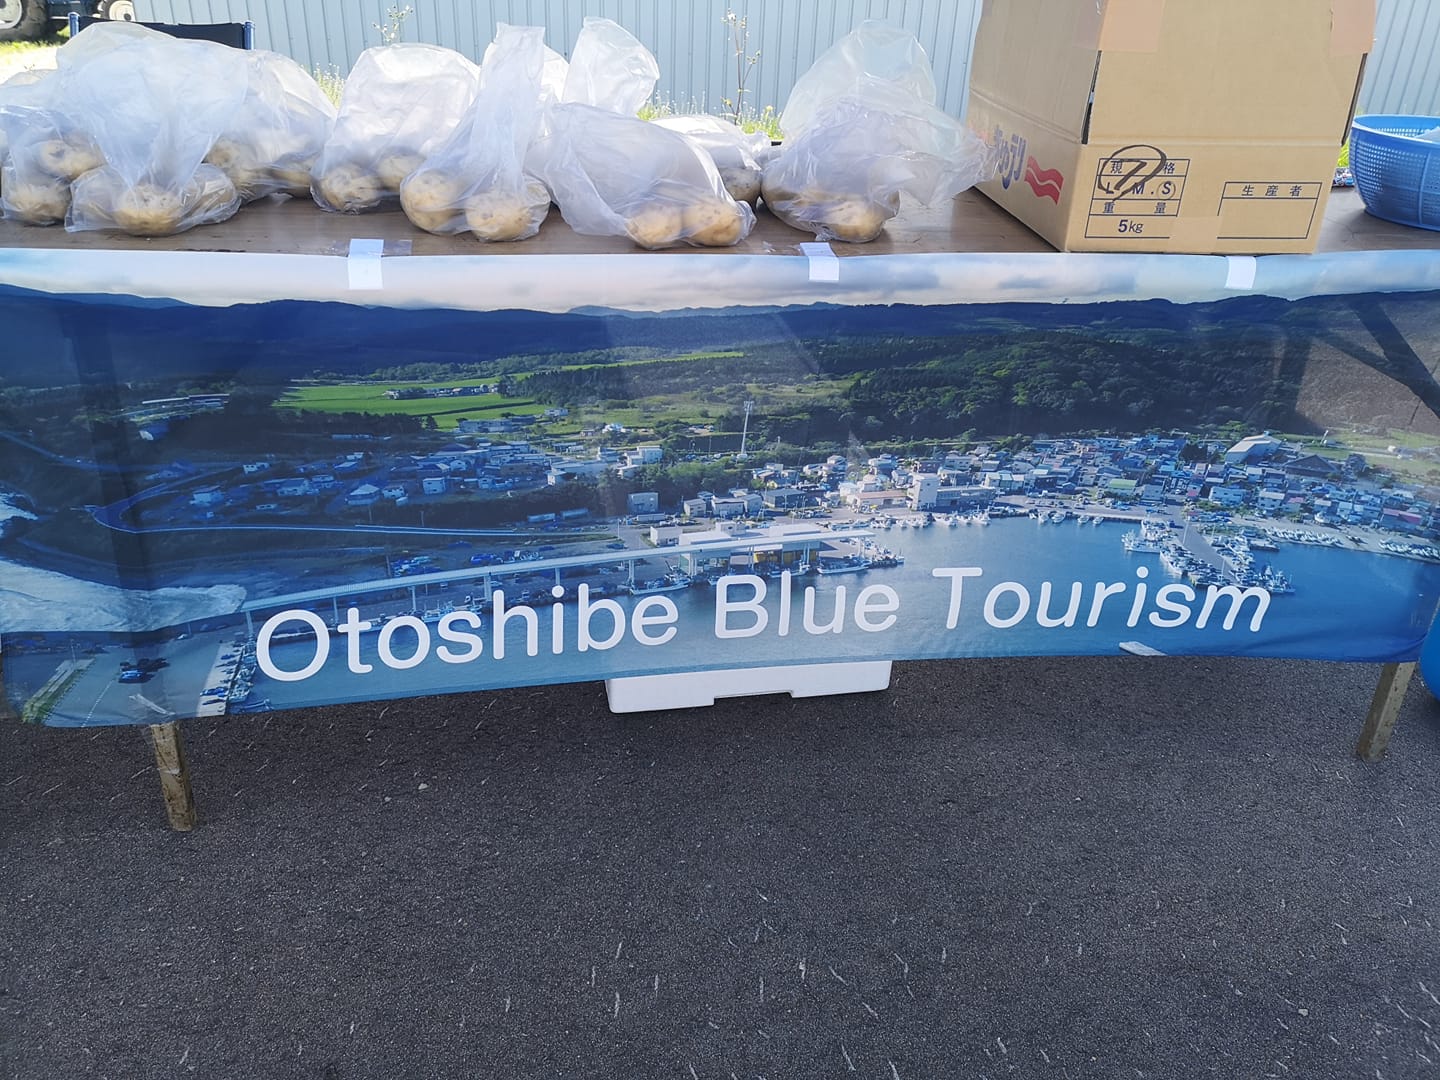 規 格
L.M.(S)
重 量
5kg
生産者
Otoshibe Blue Tourism